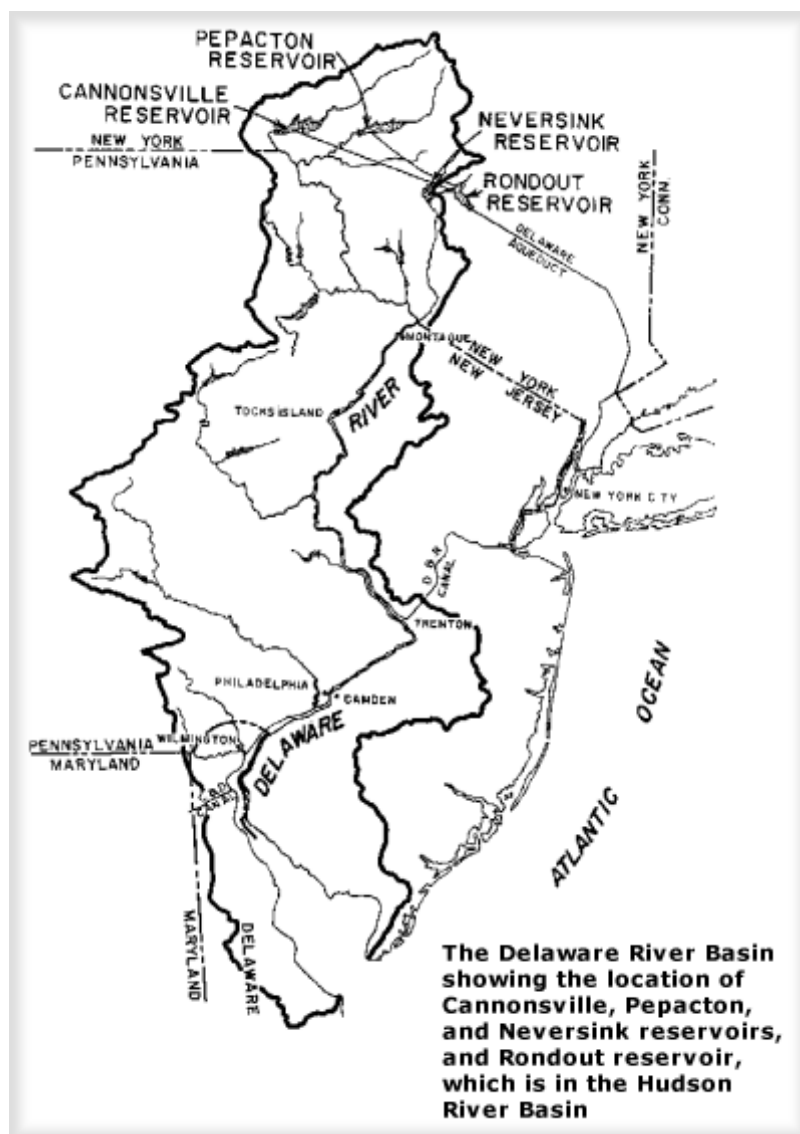 PEPACTON
RESERVOIR
CANNONSVILLE
RESERVOIR
NEW YORK
PENNSYLVANIA
NEVERSINK
RESERVOIR
RONDOUT
RESERVOIR
NEW YORK
CONN.
DELAWARE
AQUEDUCT
MONTAGUE
NEW YORK
NEW JERSEY
TOCKS ISLAND
RIVER
NEW YORK CITY
D & R
CANAL
TRENTON
PHILADELPHIA
CAMDEN
DELAWARE
WILMINGTON
PENNSYLVANIA
MARYLAND
C & D
CANAL
OCEAN
ATLANTIC
MARYLAND
DELAWARE
The Delaware River Basin
showing the location of
Cannonsville, Pepacton,
and Neversink reservoirs,
and Rondout reservoir,
which is in the Hudson
River Basin